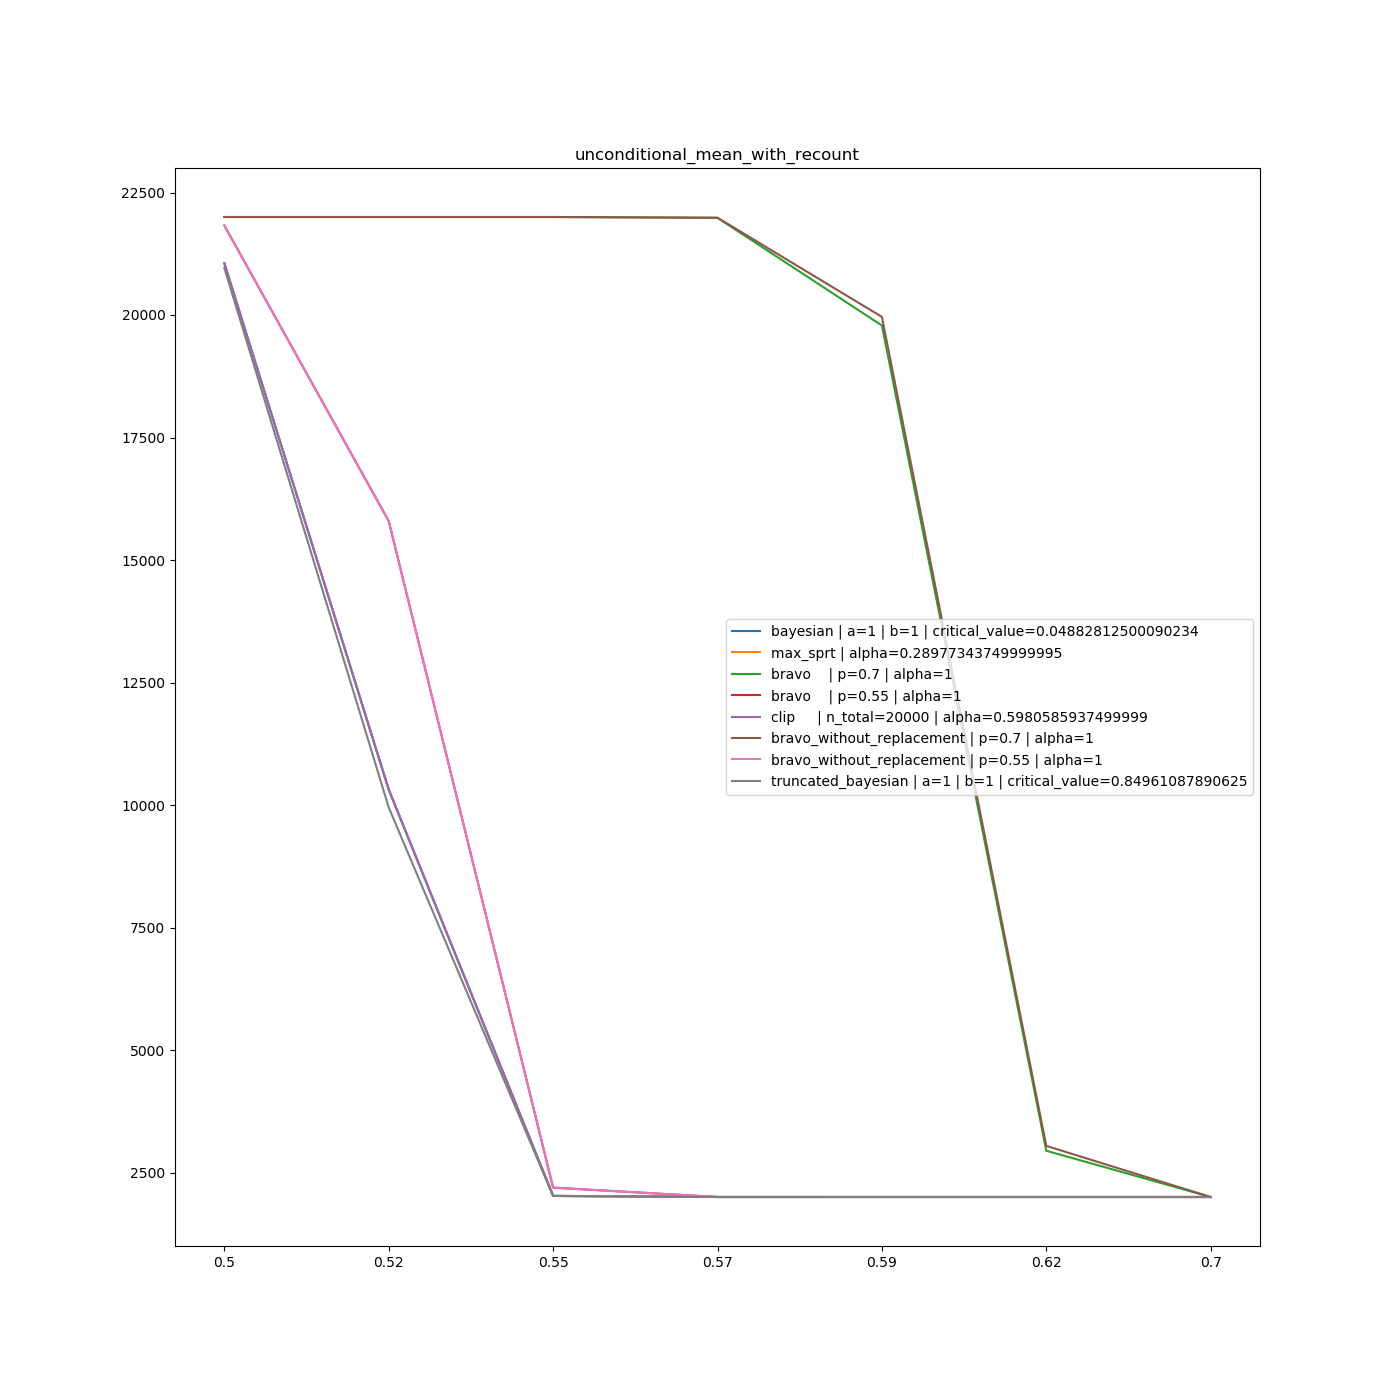 unconditional_mean_with_recount
22500
20000
17500
15000
12500
10000
7500
5000
2500
bayesian | a=1 | b=1 | critical_value=0.04882812500090234
max_sprt | alpha=0.28977343749999995
bravo    | p=0.7 | alpha=1
bravo    | p=0.55 | alpha=1
clip     | n_total=20000 | alpha=0.5980585937499999
bravo_without_replacement | p=0.7 | alpha=1
bravo_without_replacement | p=0.55 | alpha=1
truncated_bayesian | a=1 | b=1 | critical_value=0.84961087890625
0.5 0.52 0.55 0.57 0.59 0.62 0.7